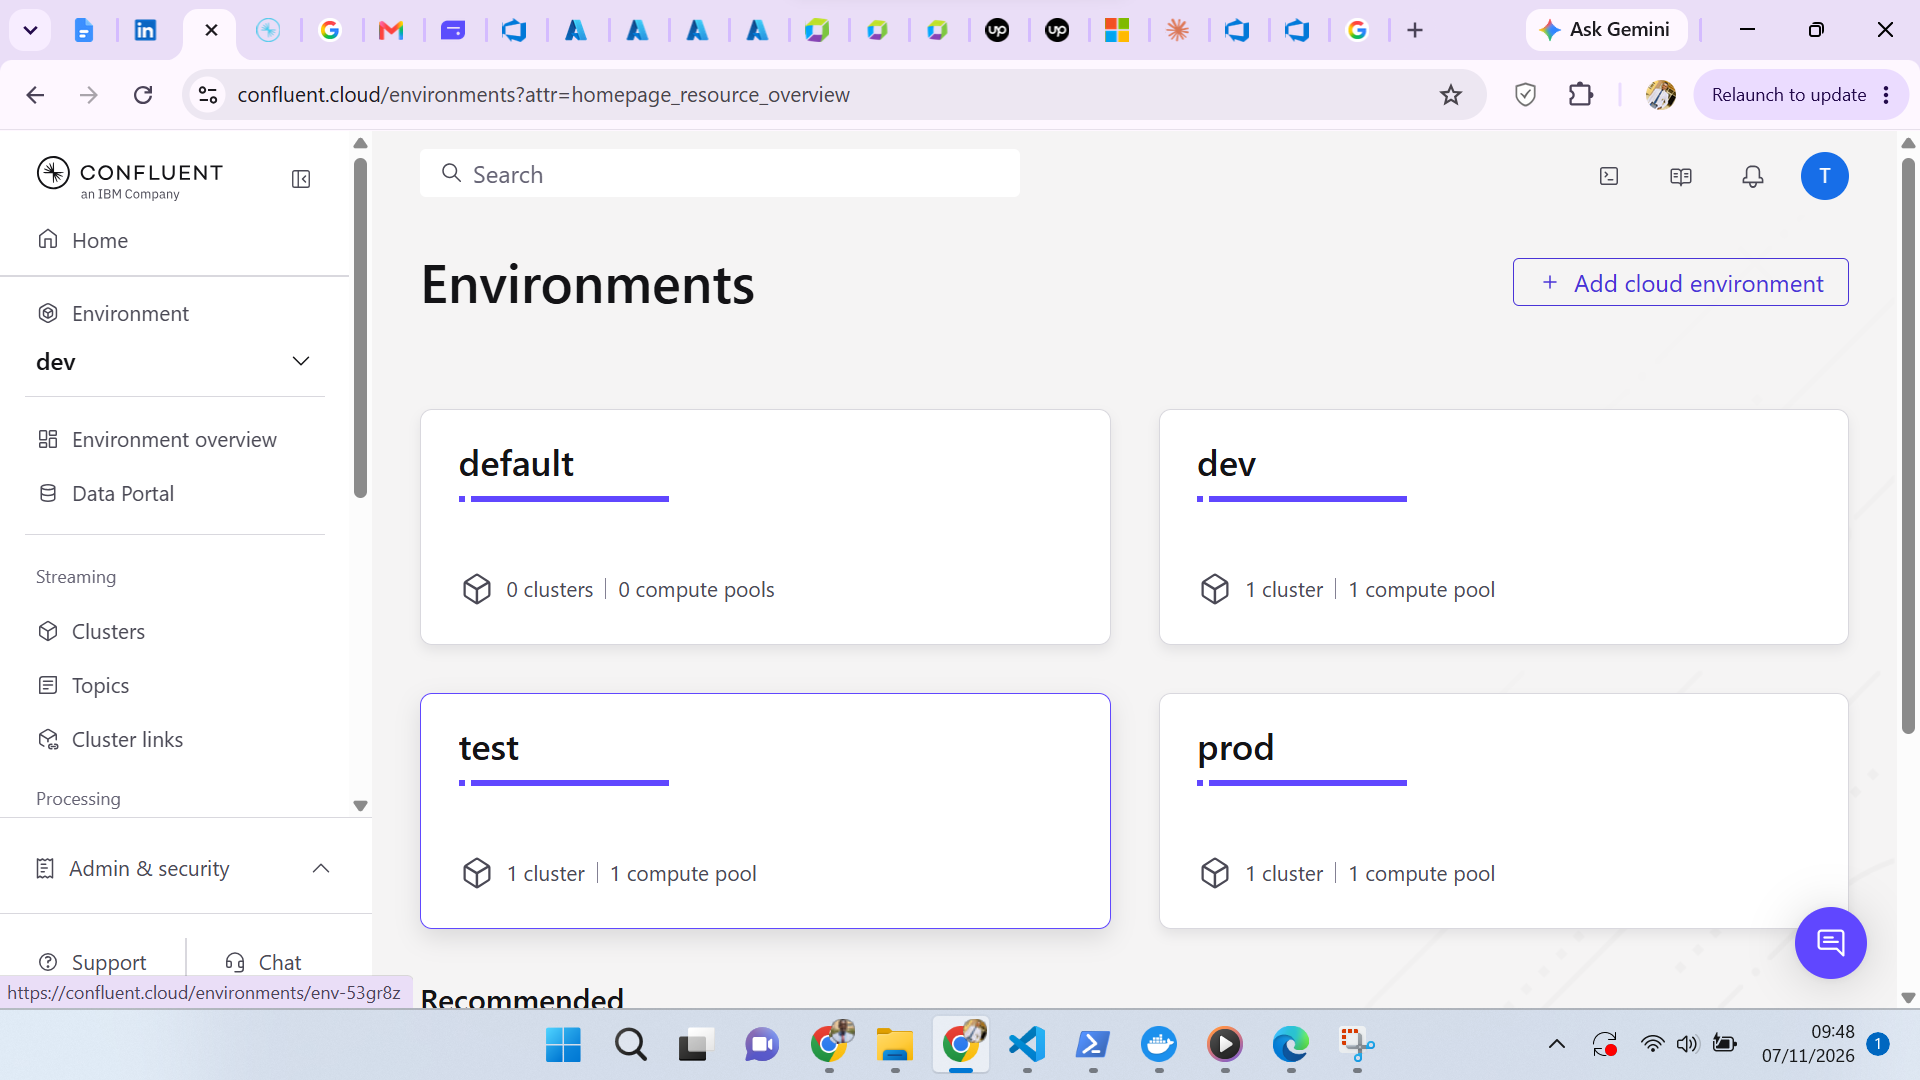 Ask Gemini
confluent.cloud/environments?attr=homepage_resource_overview
Relaunch to update
CONFLUENT
an IBM Company
Home
Environment
dev
Environment overview
Data Portal
Streaming
Clusters
Topics
Cluster links
Processing
Admin & security
Support
Chat
https://confluent.cloud/environments/env-53gr8z
Search
T
Environments
+ Add cloud environment
default
0 clusters | 0 compute pools
dev
1 cluster | 1 compute pool
test
1 cluster | 1 compute pool
prod
1 cluster | 1 compute pool
Recommended
09:48
07/11/2026
1